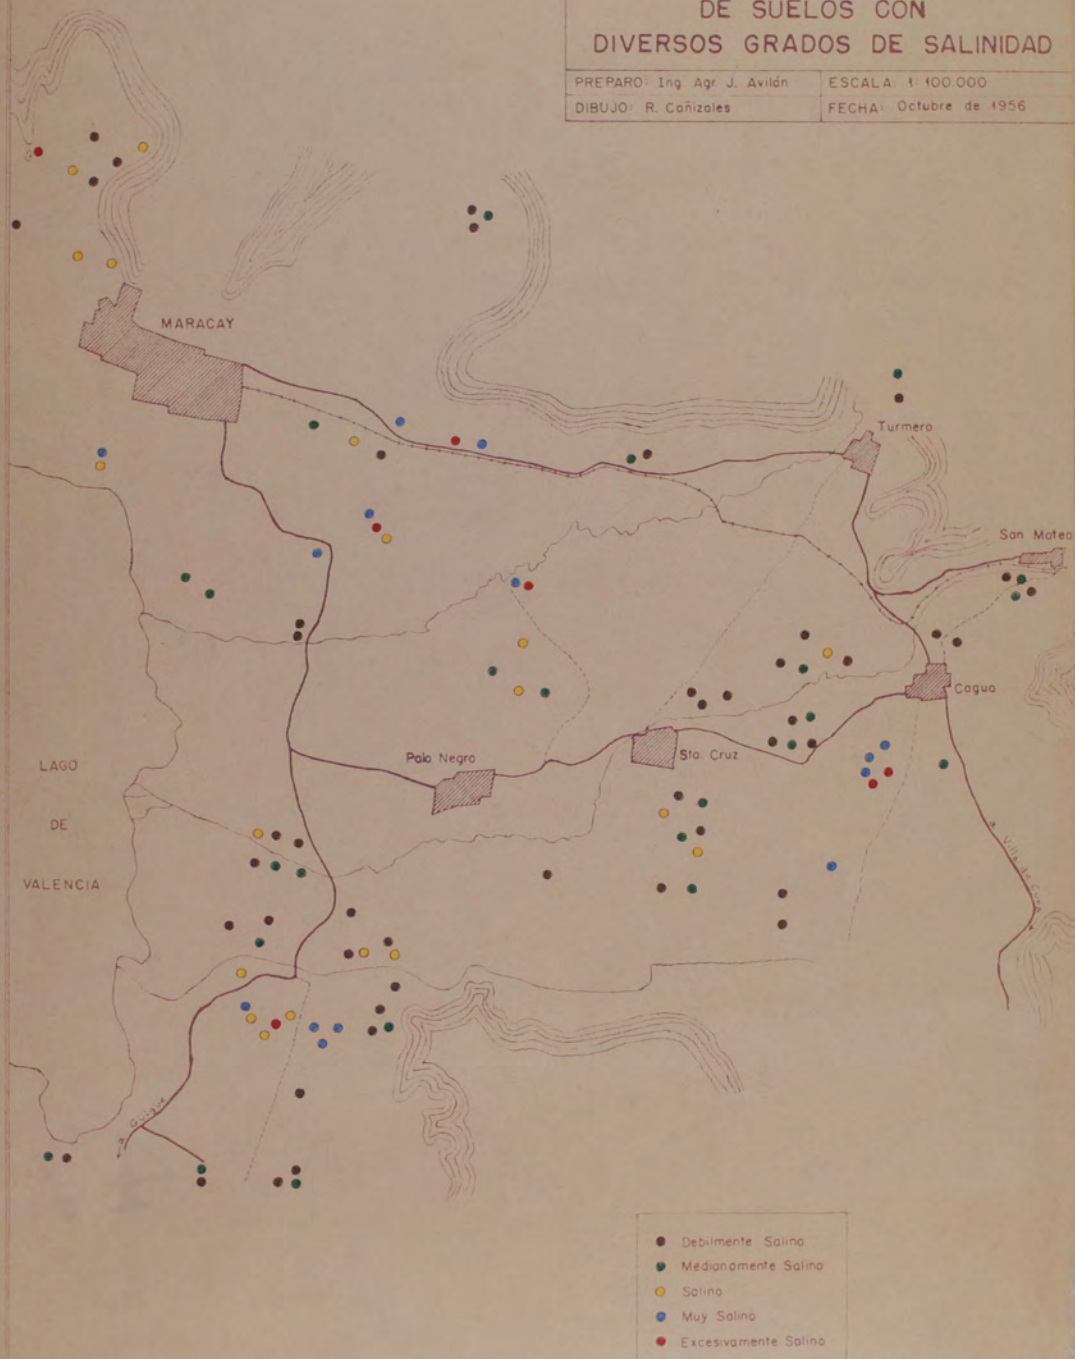 DE SUELOS CON
DIVERSOS GRADOS DE SALINIDAD
PREPARO: Ing. Agr. J. Avilán
ESCALA: 1:100.000
DIBUJO: R. Cañizales
FECHA: Octubre de 1956
MARACAY
Turmero
San Mateo
Cagua
Palo Negro
Sta. Cruz
LAGO
DE
VALENCIA
a Villa de Cura
a Güigüe
Debilmente Salino
Medianamente Salino
Salino
Muy Salino
Excesivamente Salino